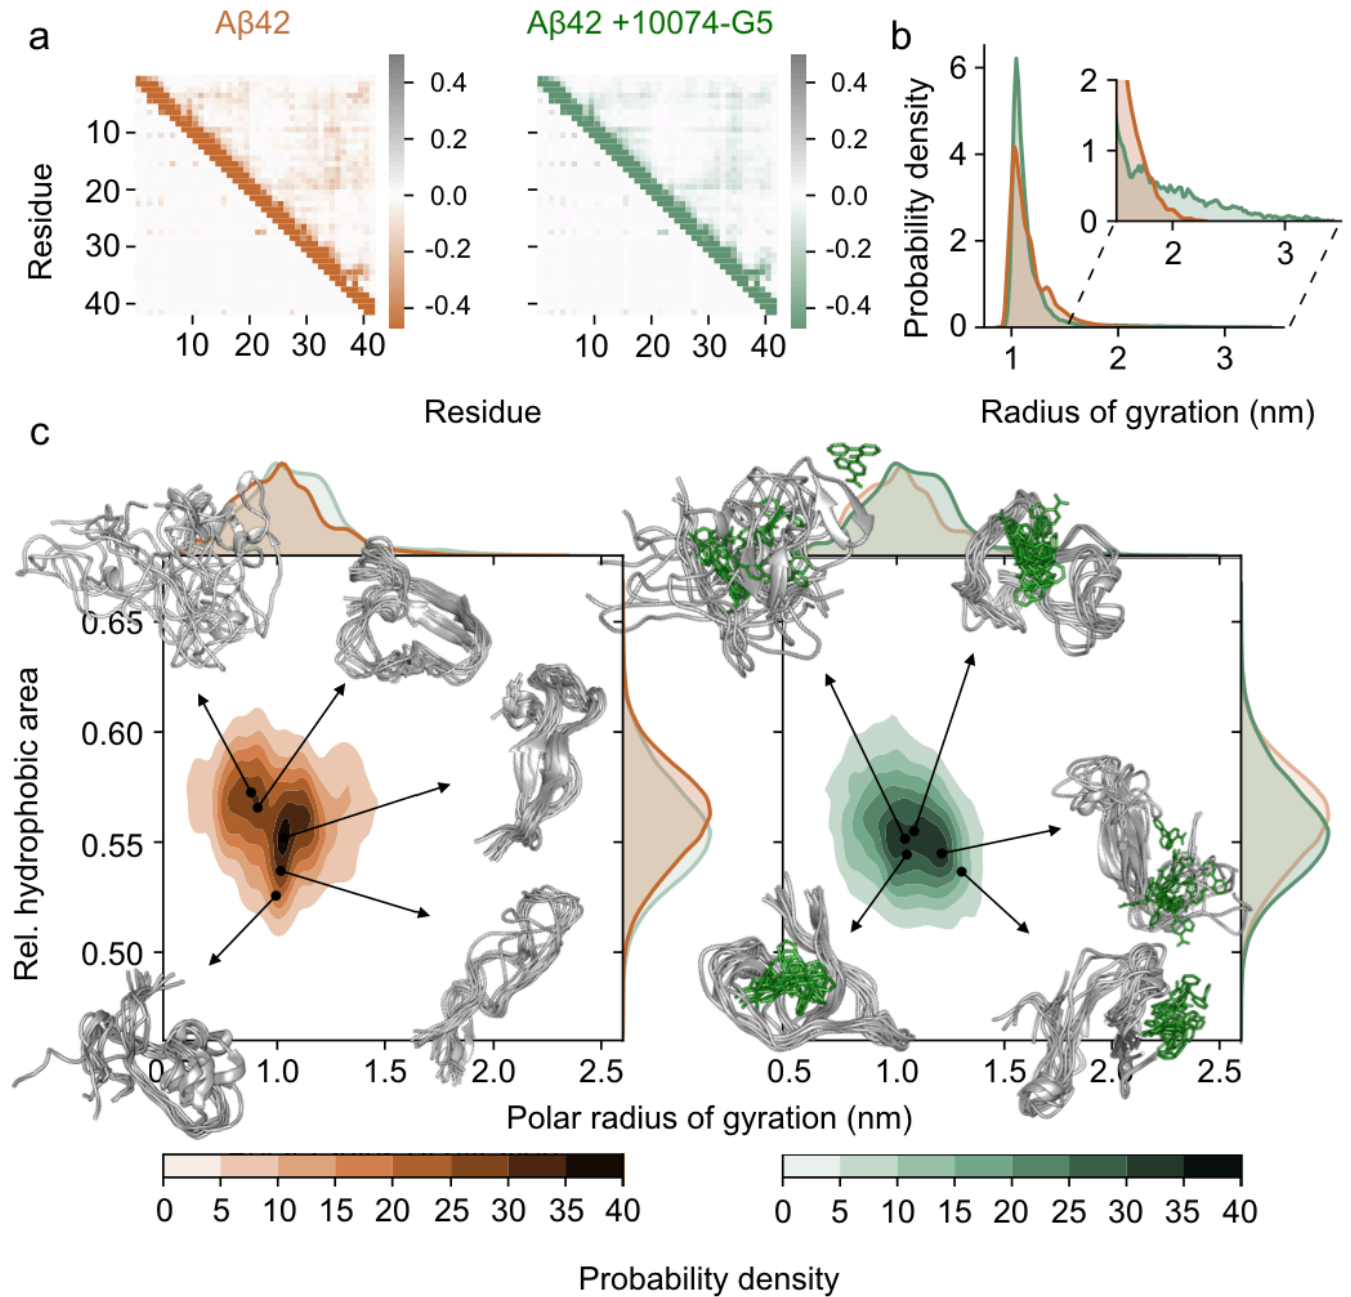 a
Aβ42
Aβ42 +10074-G5
b
Residue
10
20
30
40
10 20 30 40
0.4
0.2
0.0
-0.2
-0.4
10 20 30 40
0.4
0.2
0.0
-0.2
-0.4
Residue
Probability density
6
4
2
0
1 2 3
2
1
0
2 3
Radius of gyration (nm)
c
Rel. hydrophobic area
0.65
0.60
0.55
0.50
1.0 1.5 2.0 2.5
0.5 1.0 1.5 2.0 2.5
Polar radius of gyration (nm)
0 5 10 15 20 25 30 35 40
0 5 10 15 20 25 30 35 40
Probability density